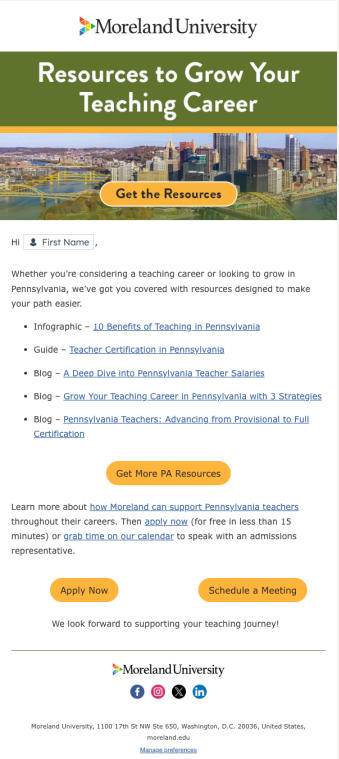 Moreland University
Resources to Grow Your
Teaching Career
Get the Resources
Hi First Name ,
Whether you're considering a teaching career or looking to grow in
Pennsylvania, we've got you covered with resources designed to make
your path easier.
• Infographic – 10 Benefits of Teaching in Pennsylvania
• Guide – Teacher Certification in Pennsylvania
• Blog – A Deep Dive into Pennsylvania Teacher Salaries
• Blog – Grow Your Teaching Career in Pennsylvania with 3 Strategies
• Blog – Pennsylvania Teachers: Advancing from Provisional to Full
Certification
Get More PA Resources
Learn more about how Moreland can support Pennsylvania teachers
throughout their careers. Then apply now (for free in less than 15
minutes) or grab time on our calendar to speak with an admissions
representative.
Apply Now
Schedule a Meeting
We look forward to supporting your teaching journey!
Moreland University
Moreland University, 1100 17th St NW Ste 650, Washington, D.C. 20036, United States,
moreland.edu
Manage preferences